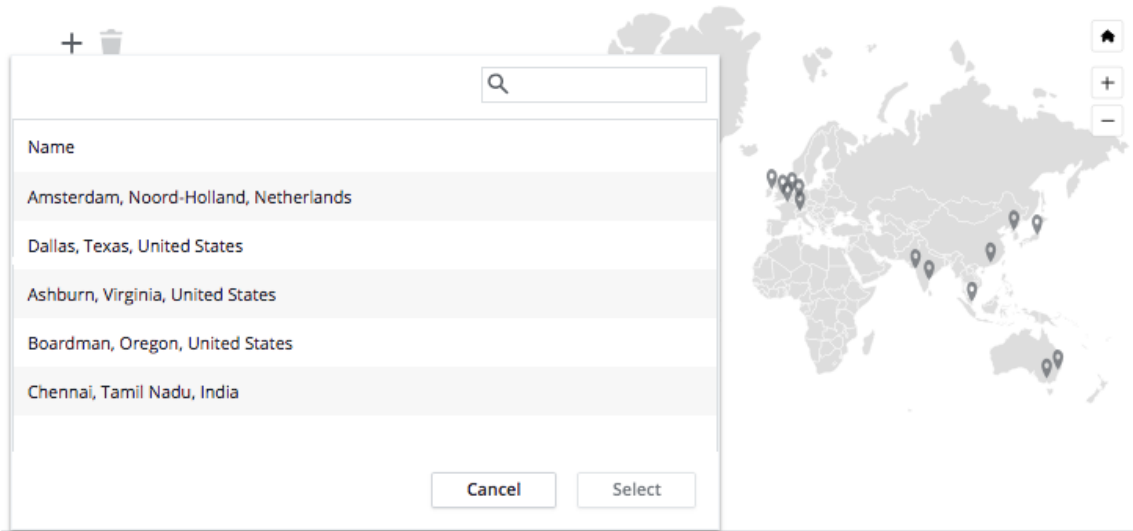 Name
Amsterdam, Noord-Holland, Netherlands
Dallas, Texas, United States
Ashburn, Virginia, United States
Boardman, Oregon, United States
Chennai, Tamil Nadu, India
Cancel
Select